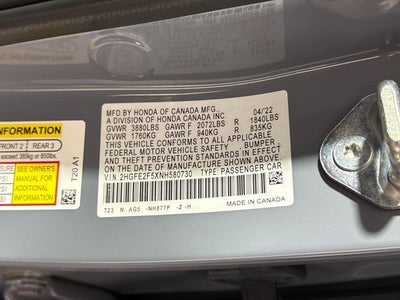 MFD.BY HONDA OF CANADA MFG., 04/22
A DIVISION OF HONDA CANADA INC.
GVWR 3880LBS GAWR F 2072LBS R 1840LBS
GVWR 1760KG GAWR F 940KG R 835KG
THIS VEHICLE CONFORMS TO ALL APPLICABLE
FEDERAL MOTOR VEHICLE SAFETY, BUMPER,
AND THEFT PREVENTION STANDARDS IN EFFECT
ON THE DATE OF MANUFACTURE SHOWN ABOVE.
V.I.N. 2HGFE2F5XNH580730 TYPE: PASSENGER CAR
T23 N AG5 -NH877P -Z -H
MADE IN CANADA
INFORMATION
FRONT 2 REAR 3
exceed 385kg or 850lbs.
SEE OWNERS
MANUAL FOR
ADDITIONAL
INFORMATION
T20 A1